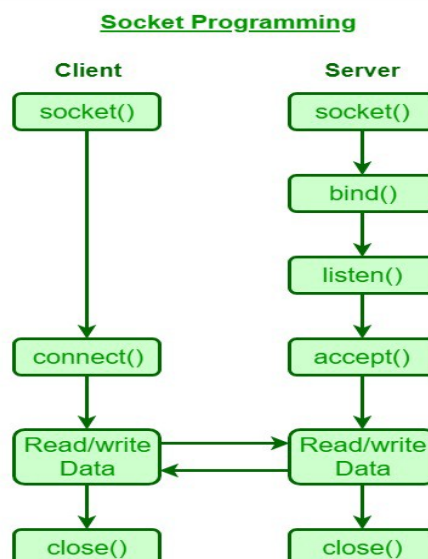 Socket Programming
Client
Server
socket()
socket()
bind()
listen()
connect()
accept()
Read/write
Data
Read/write
Data
close()
close()